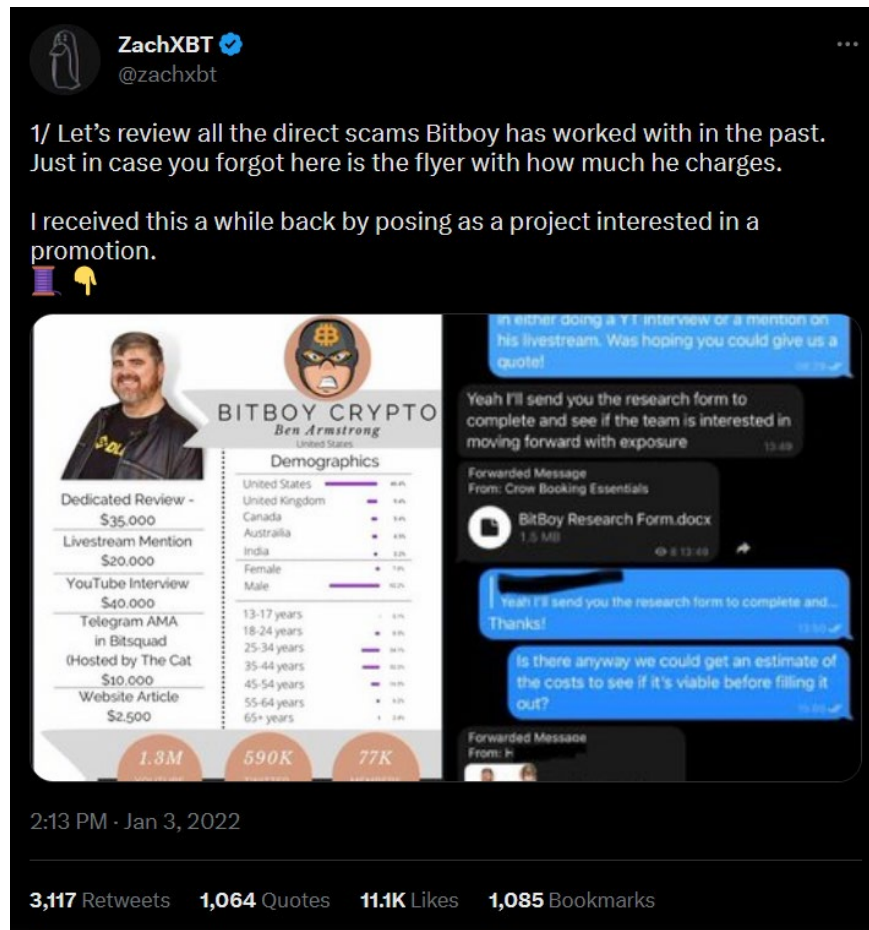 ZachXBT
@zachxbt
1/ Let’s review all the direct scams Bitboy has worked with in the past.
Just in case you forgot here is the flyer with how much he charges.
I received this a while back by posing as a project interested in a
promotion.
BITBOY CRYPTO
Ben Armstrong
United States
Dedicated Review -
$35,000
Livestream Mention
$20.000
YouTube Interview
$40.000
Telegram AMA
in Bitsquad
(Hosted by The Cat
$10.000
Website Article
$2,500
Demographics
United States
United Kingdom
Canada
Australia
India
Female
Male
13-17 years
18-24 years
25-34 years
35-44 years
45-54 years
55-64 years
65+ years
1.3M
590K
77K
in either doing a YT interview or a mention on
his livestream. Was hoping you could give us a
quote!
Yeah I'll send you the research form to
complete and see if the team is interested in
moving forward with exposure
13:49
Forwarded Message
From: Crow Booking Essentials
BitBoy Research Form.docx
1.5 MB
8 13:49
Yeah I'll send you the research form to complete and...
Thanks!
Is there anyway we could get an estimate of
the costs to see if it's viable before filling it
out?
Forwarded Message
From: H
2:13 PM · Jan 3, 2022
3,117 Retweets 1,064 Quotes 11.1K Likes 1,085 Bookmarks